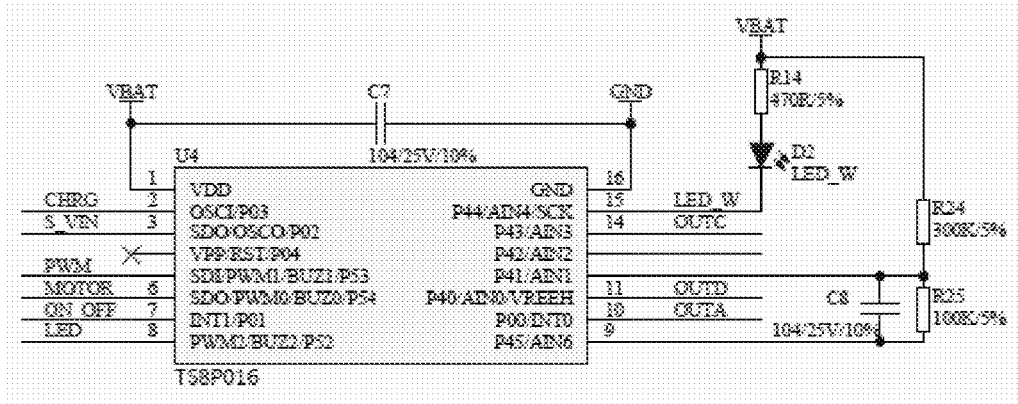 VBAT
R14
470R/5%
VBAT
C7
GND
104/25V/10%
D2
LED_W
U4
1
VDD
GND
16
CHRG
2
OSCI/P03
P44/AIN4/SCK
15
LED_W
S_VIN
3
SDO/OSCO/P02
P43/AIN3
14
OUTC
R24
300K/5%
VPP/RST/P04
P42/AIN2
PWM
SDI/PWM1/BUZ1/P53
P41/AIN1
MOTOR
6
SDO/PWM0/BUZ0/P54
P40/AIN0/VREEH
11
OUTD
C8
R25
ON_OFF
7
INT1/P01
P00/INT0
10
OUTA
100K/5%
LED
8
PWM2/BUZ2/P52
P45/AIN6
9
104/25V/10%
TS8P016